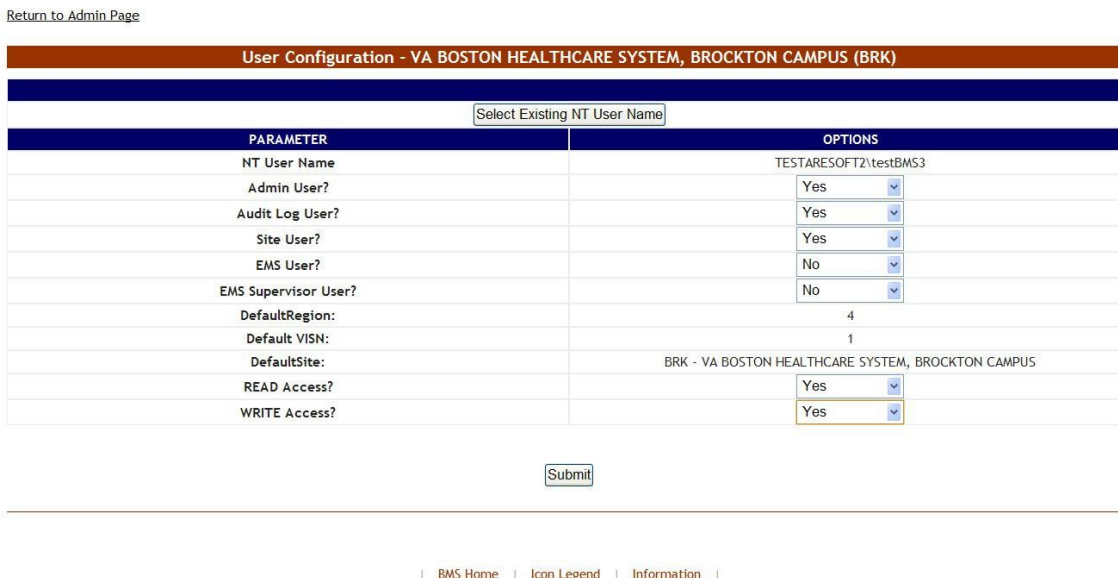 Return to Admin Page
User Configuration - VA BOSTON HEALTHCARE SYSTEM, BROCKTON CAMPUS (BRK)
Select Existing NT User Name
PARAMETER OPTIONS
NT User Name TESTARESOFT2\testBMS3
Admin User? Yes
Audit Log User? Yes
Site User? Yes
EMS User? No
EMS Supervisor User? No
DefaultRegion: 4
Default VISN: 1
DefaultSite: BRK - VA BOSTON HEALTHCARE SYSTEM, BROCKTON CAMPUS
READ Access? Yes
WRITE Access? Yes
Submit
| BMS Home | Icon Legend | Information |